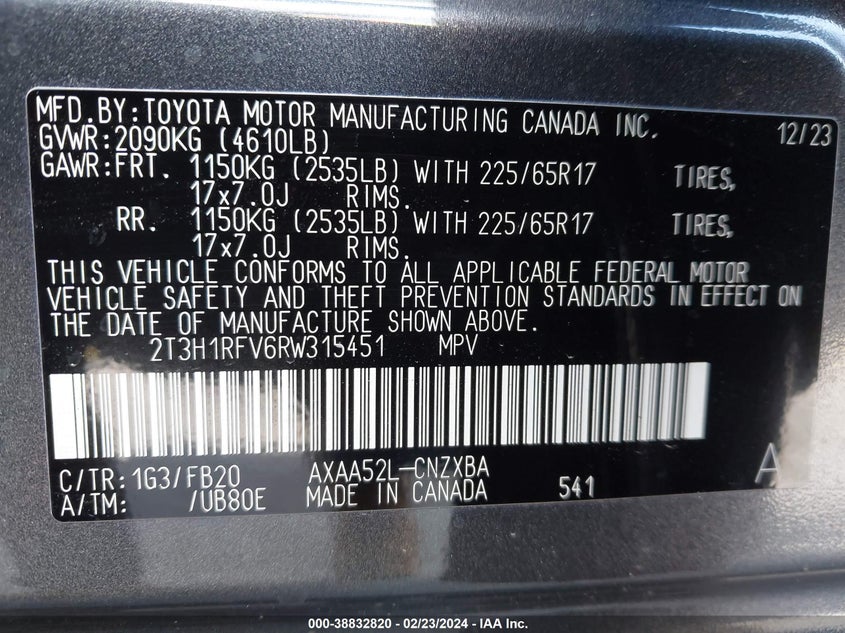 MFD.BY:TOYOTA MOTOR MANUFACTURING CANADA INC. 12/23
GVWR:2090KG (4610LB)
GAWR:FRT. 1150KG (2535LB) WITH 225/65R17 TIRES,
17x7.0J RIMS.
RR. 1150KG (2535LB) WITH 225/65R17 TIRES,
17x7.0J RIMS.
THIS VEHICLE CONFORMS TO ALL APPLICABLE FEDERAL MOTOR
VEHICLE SAFETY AND THEFT PREVENTION STANDARDS IN EFFECT ON
THE DATE OF MANUFACTURE SHOWN ABOVE.
2T3H1RFV6RW315451 MPV
C/TR:1G3/FB20 AXAA52L-CNZXBA A
A/TM: /UB80E MADE IN CANADA 541
000-38832820 - 02/23/2024 - IAA Inc.